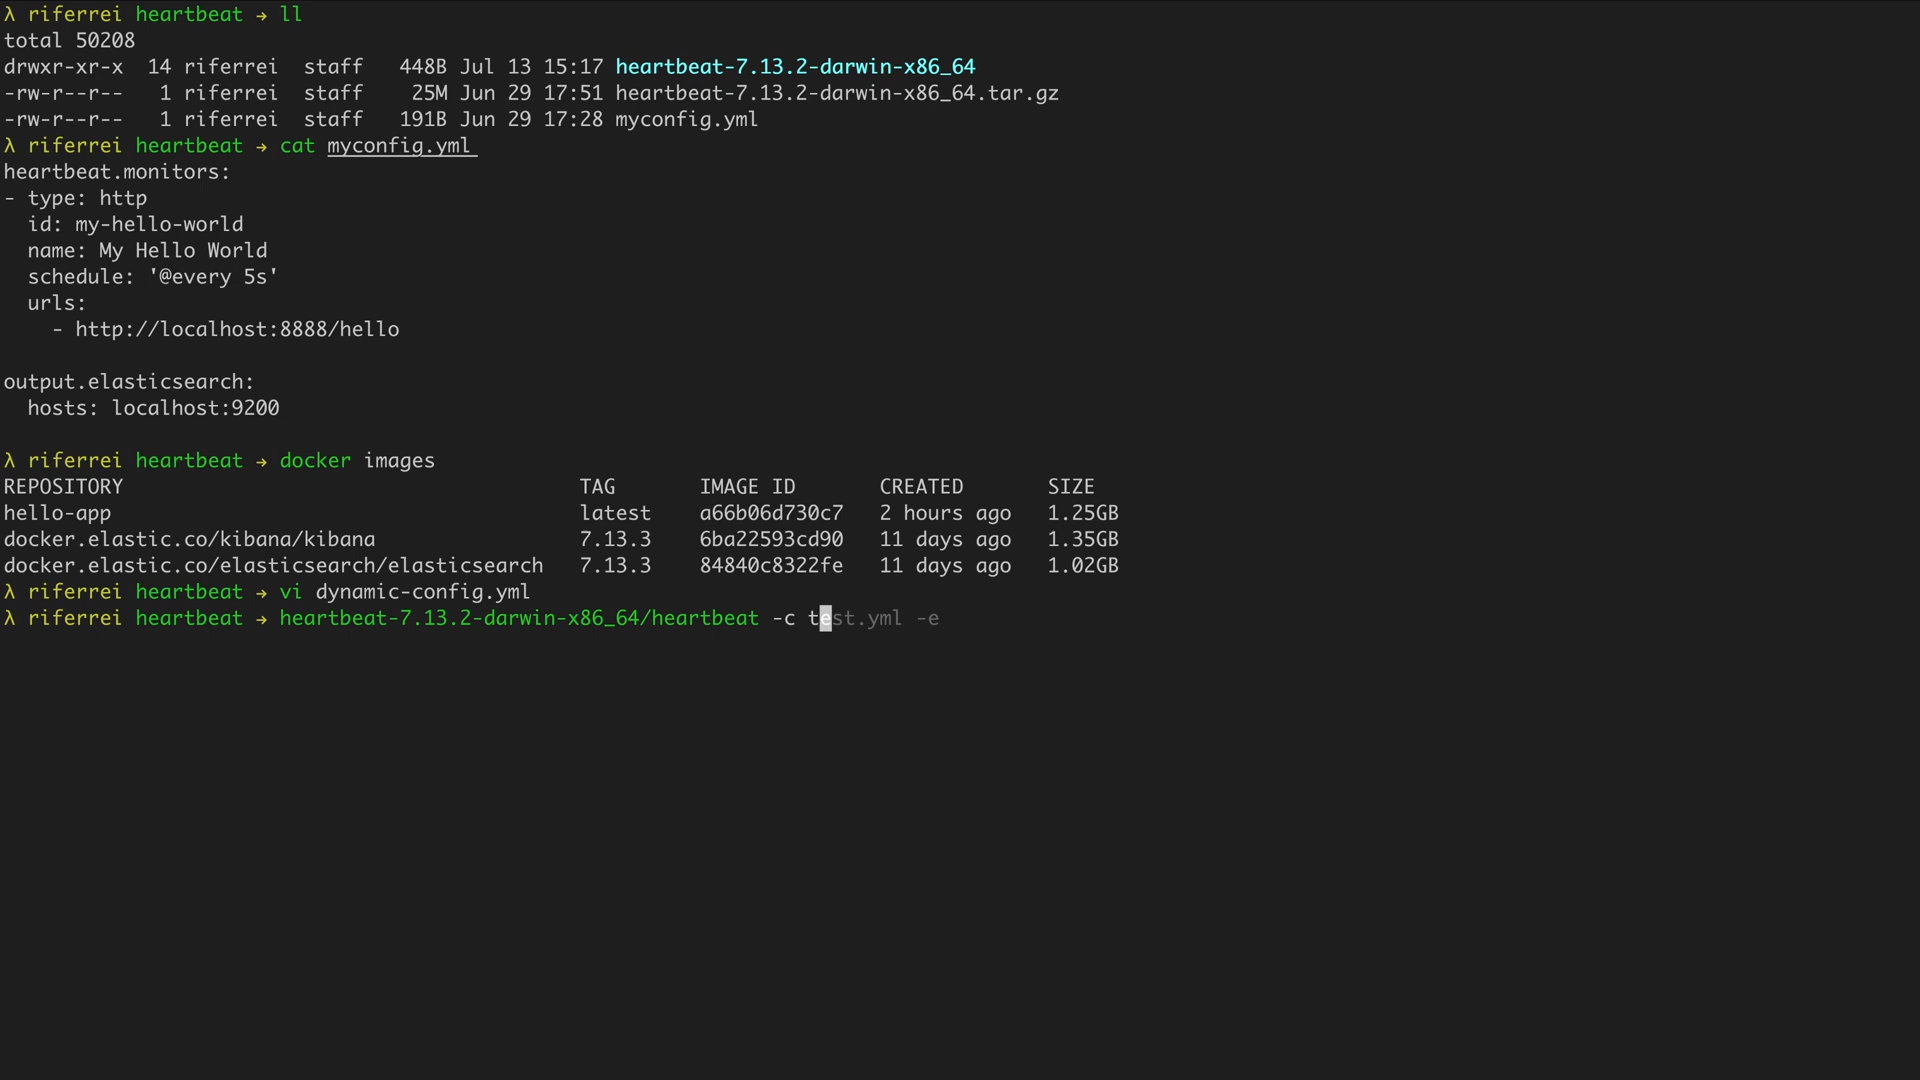 λ riferrei heartbeat → ll
total 50208
drwxr-xr-x  14 riferrei  staff   448B Jul 13 15:17 heartbeat-7.13.2-darwin-x86_64
-rw-r--r--   1 riferrei  staff    25M Jun 29 17:51 heartbeat-7.13.2-darwin-x86_64.tar.gz
-rw-r--r--   1 riferrei  staff   191B Jun 29 17:28 myconfig.yml
λ riferrei heartbeat → cat myconfig.yml
heartbeat.monitors:
- type: http
  id: my-hello-world
  name: My Hello World
  schedule: '@every 5s'
  urls:
    - http://localhost:8888/hello

output.elasticsearch:
  hosts: localhost:9200

λ riferrei heartbeat → docker images
REPOSITORY                                      TAG       IMAGE ID       CREATED       SIZE
hello-app                                       latest    a66b06d730c7   2 hours ago   1.25GB
docker.elastic.co/kibana/kibana                 7.13.3    6ba22593cd90   11 days ago   1.35GB
docker.elastic.co/elasticsearch/elasticsearch   7.13.3    84840c8322fe   11 days ago   1.02GB
λ riferrei heartbeat → vi dynamic-config.yml
λ riferrei heartbeat → heartbeat-7.13.2-darwin-x86_64/heartbeat -c test.yml -e